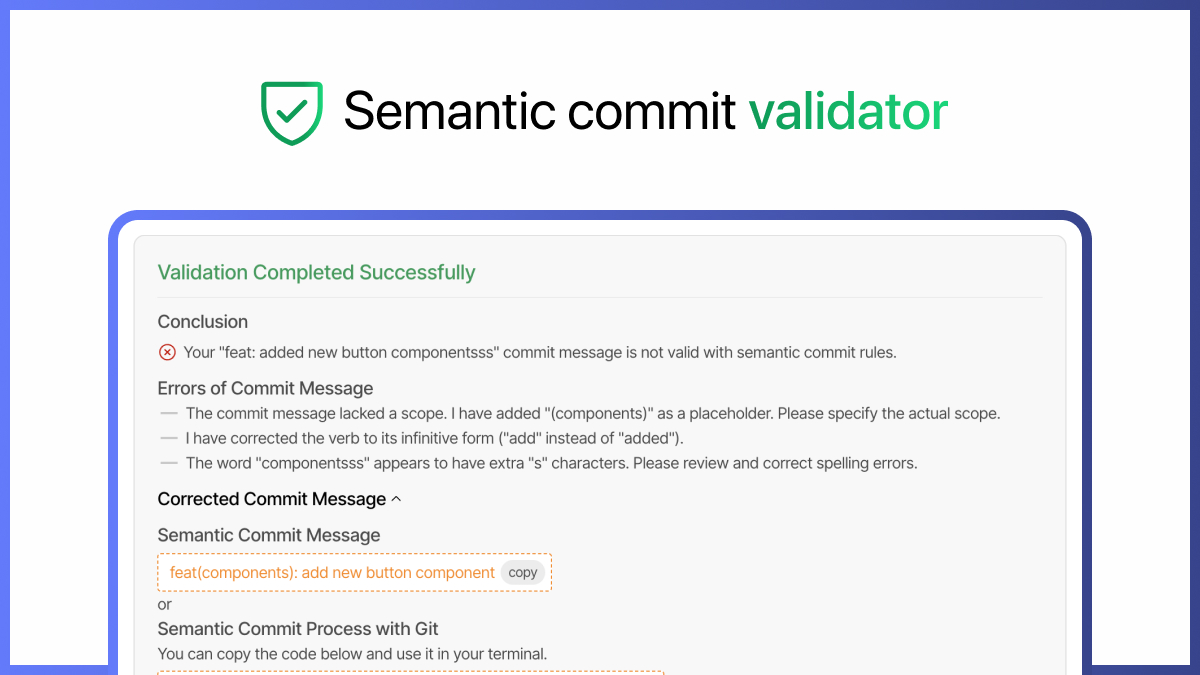 Semantic commit validator
Validation Completed Successfully
Conclusion
Your "feat: added new button componentsss" commit message is not valid with semantic commit rules.
Errors of Commit Message
— The commit message lacked a scope. I have added "(components)" as a placeholder. Please specify the actual scope.
— I have corrected the verb to its infinitive form ("add" instead of "added").
— The word "componentsss" appears to have extra "s" characters. Please review and correct spelling errors.
Corrected Commit Message
Semantic Commit Message
feat(components): add new button component copy
or
Semantic Commit Process with Git
You can copy the code below and use it in your terminal.